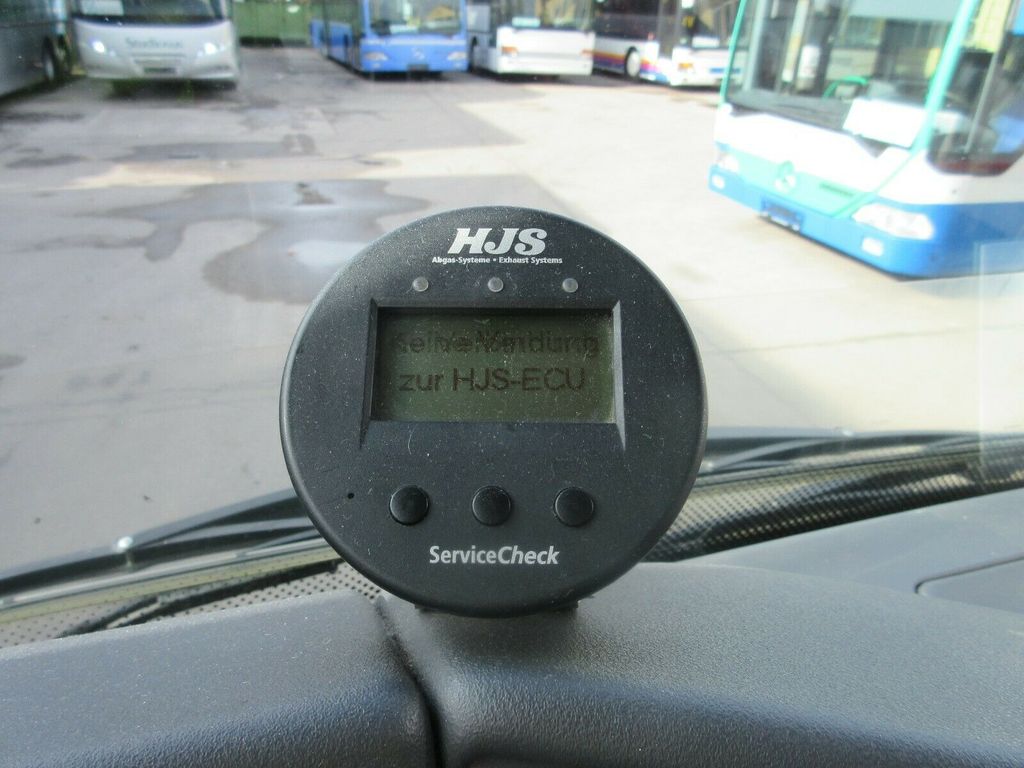 HJS
Abgas-Systeme • Exhaust Systems
zur HJS-ECU
ServiceCheck